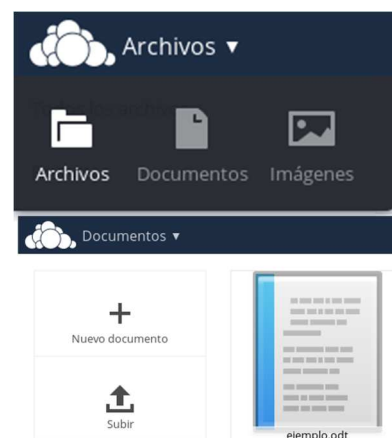 Archivos ▾
Archivos Documentos Imágenes
Documentos ▾
Nuevo documento
Subir
ejemplo.odt